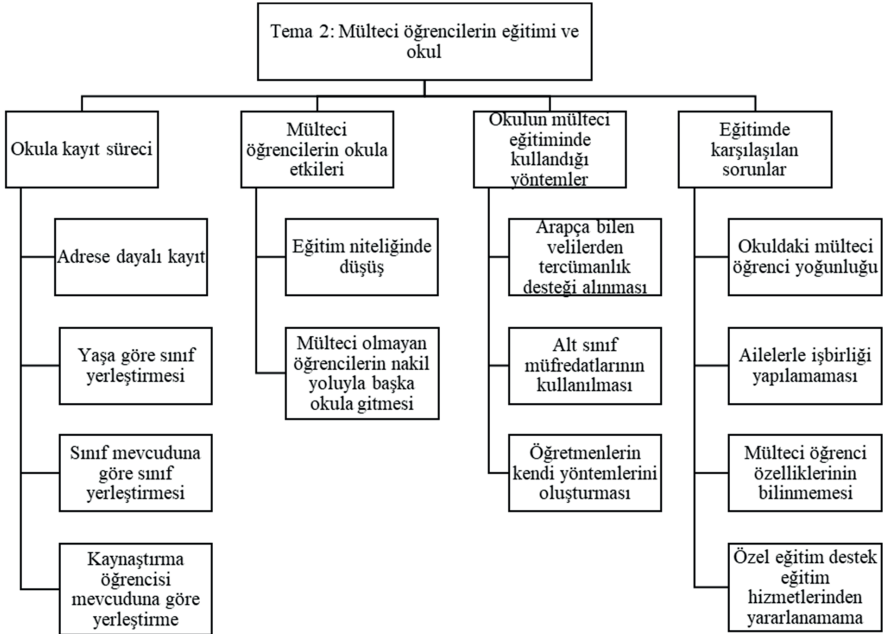 Tema 2: Mülteci öğrencilerin eğitimi ve
okul
Okula kayıt süreci
Adrese dayalı kayıt
Yaşa göre sınıf
yerleştirmesi
Sınıf mevcuduna
göre sınıf
yerleştirmesi
Kaynaştırma
öğrencisi
mevcuduna göre
yerleştirme
Mülteci
öğrencilerin okula
etkileri
Eğitim niteliğinde
düşüş
Mülteci olmayan
öğrencilerin nakil
yoluyla başka
okula gitmesi
Okulun mülteci
eğitiminde
kullandığı
yöntemler
Arapça bilen
velilerden
tercümanlık
desteği alınması
Alt sınıf
müfredatlarının
kullanılması
Öğretmenlerin
kendi yöntemlerini
oluşturması
Eğitimde
karşılaşılan
sorunlar
Okuldaki mülteci
öğrenci yoğunluğu
Ailelerle işbirliği
yapılamaması
Mülteci öğrenci
özelliklerinin
bilinmemesi
Özel eğitim destek
eğitim
hizmetlerinden
yararlanamama